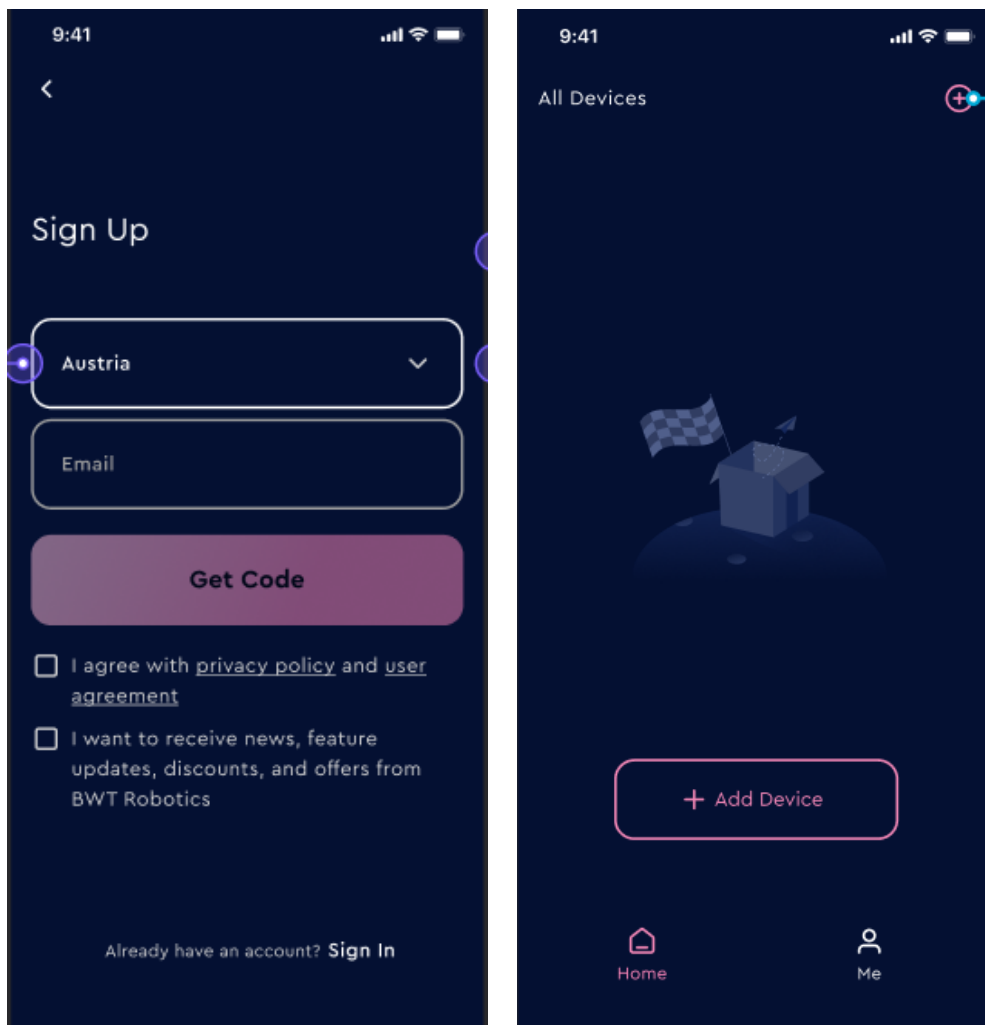 9:41
Sign Up
Austria
Email
Get Code
I agree with privacy policy and user
agreement
I want to receive news, feature
updates, discounts, and offers from
BWT Robotics
Already have an account? Sign In
9:41
All Devices
+ Add Device
Home
Me